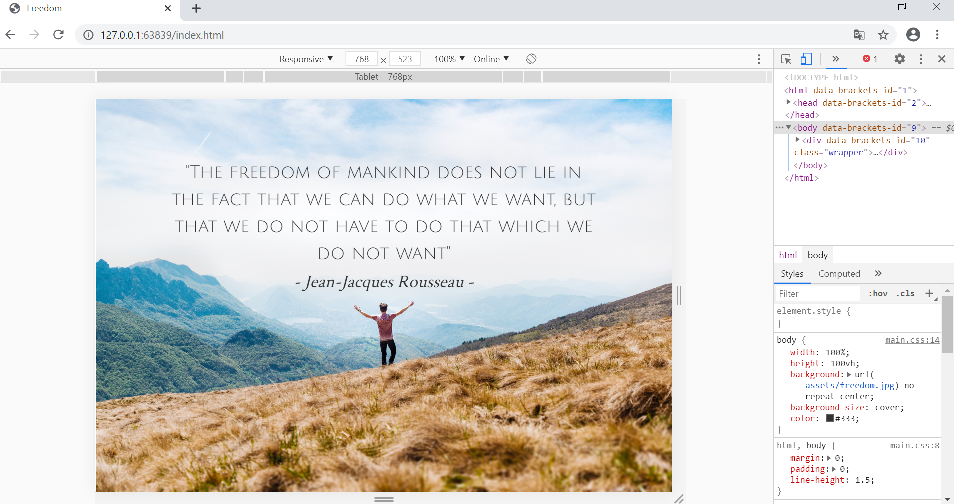 Freedom
127.0.0.1:63839/index.html
Responsive ▼ 768 x 523 100% ▼ Online ▼
1
Tablet – 768px
"The freedom of mankind does not lie in
the fact that we can do what we want, but
that we do not have to do that which we
do not want"
- Jean-Jacques Rousseau -
<!DOCTYPE html>
<html data-brackets-id="1">
<head data-brackets-id="2">…
</head>
<body data-brackets-id="9"> == $0
<div data-brackets-id="10"
class="wrapper">…</div>
</body>
</html>
html body
Styles Computed
Filter :hov .cls +
element.style {
}
body { main.css:14
width: 100%;
height: 100vh;
background: url(
assets/freedom.jpg) no
repeat center;
background-size: cover;
color: #333;
}
html, body { main.css:8
margin: 0;
padding: 0;
line-height: 1.5;
}